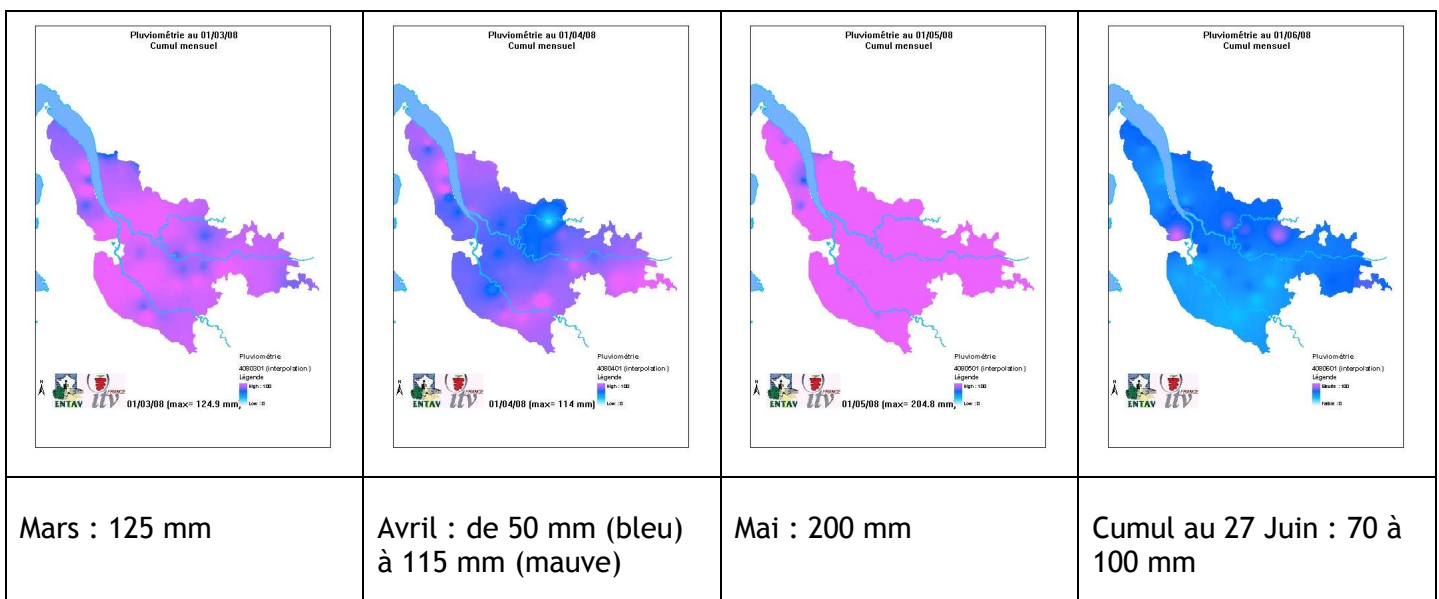 Pluviométrie au 01/03/08
Cumul mensuel
Pluviométrie
4080301 (interpolation )
Légende
High : 100
Low : 0
ENTAV
itv
FRANCE
01/03/08 (max= 124.9 mm,
Pluviométrie au 01/04/08
Cumul mensuel
Pluviométrie
4080401 (interpolation )
Légende
High : 100
Low : 0
ENTAV
itv
FRANCE
01/04/08 (max= 114 mm)
Pluviométrie au 01/05/08
Cumul mensuel
Pluviométrie
4080501 (interpolation )
Légende
High : 100
Low : 0
ENTAV
itv
FRANCE
01/05/08 (max= 204.8 mm,
Pluviométrie au 01/06/08
Cumul mensuel
Pluviométrie
4080601 (interpolation )
Légende
: 100
Faible : 0
ENTAV
itv
FRANCE
Mars : 125 mm
Avril : de 50 mm (bleu)
à 115 mm (mauve)
Mai : 200 mm
Cumul au 27 Juin : 70 à
100 mm